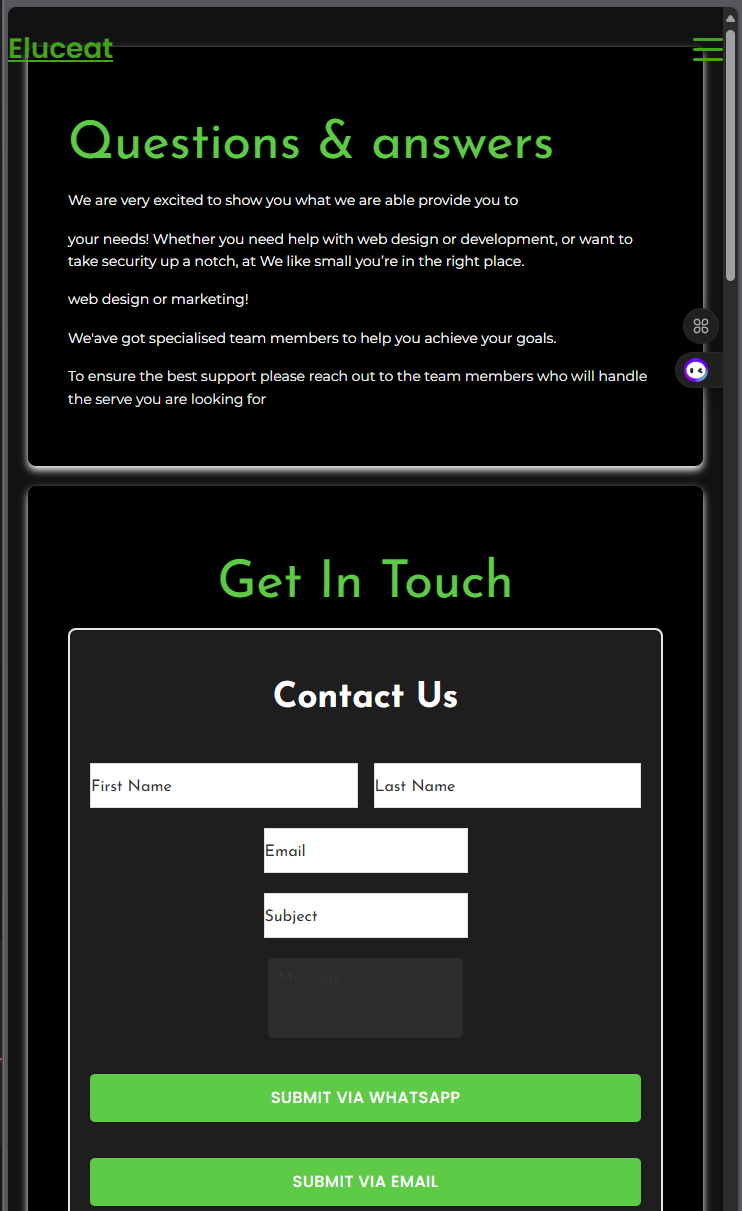 Eluceat
Questions & answers
We are very excited to show you what we are able provide you to
your needs! Whether you need help with web design or development, or want to
take security up a notch, at We like small you’re in the right place.
web design or marketing!
We'ave got specialised team members to help you achieve your goals.
To ensure the best support please reach out to the team members who will handle
the serve you are looking for
Get In Touch
Contact Us
First Name
Last Name
Email
Subject
Message
SUBMIT VIA WHATSAPP
SUBMIT VIA EMAIL